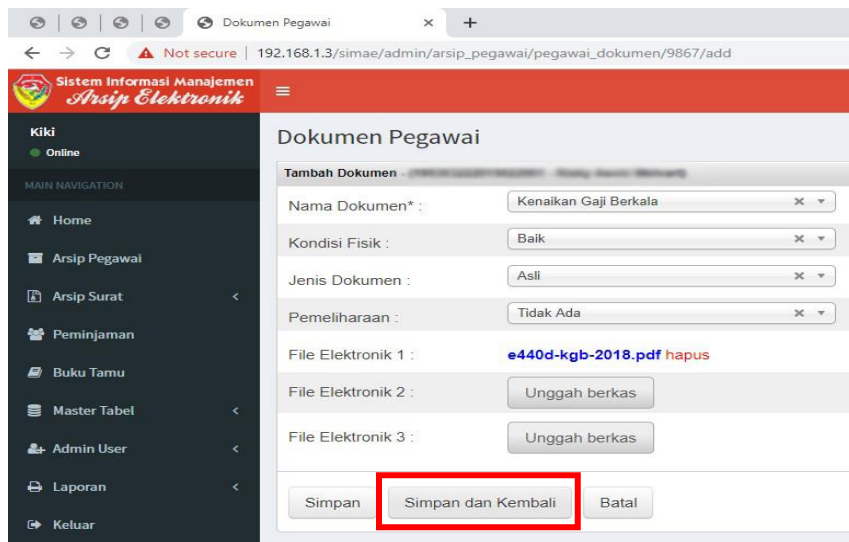 Dokumen Pegawai
Not secure | 192.168.1.3/simae/admin/arsip_pegawai/pegawai_dokumen/9867/add
Sistem Informasi Manajemen
Arsip Elektronik
Kiki
Online
MAIN NAVIGATION
Home
Arsip Pegawai
Arsip Surat
Peminjaman
Buku Tamu
Master Tabel
Admin User
Laporan
Keluar
Dokumen Pegawai
Tambah Dokumen -
Nama Dokumen* : Kenaikan Gaji Berkala
Kondisi Fisik : Baik
Jenis Dokumen : Asli
Pemeliharaan : Tidak Ada
File Elektronik 1 : e440d-kgb-2018.pdf hapus
File Elektronik 2 : Unggah berkas
File Elektronik 3 : Unggah berkas
Simpan Simpan dan Kembali Batal